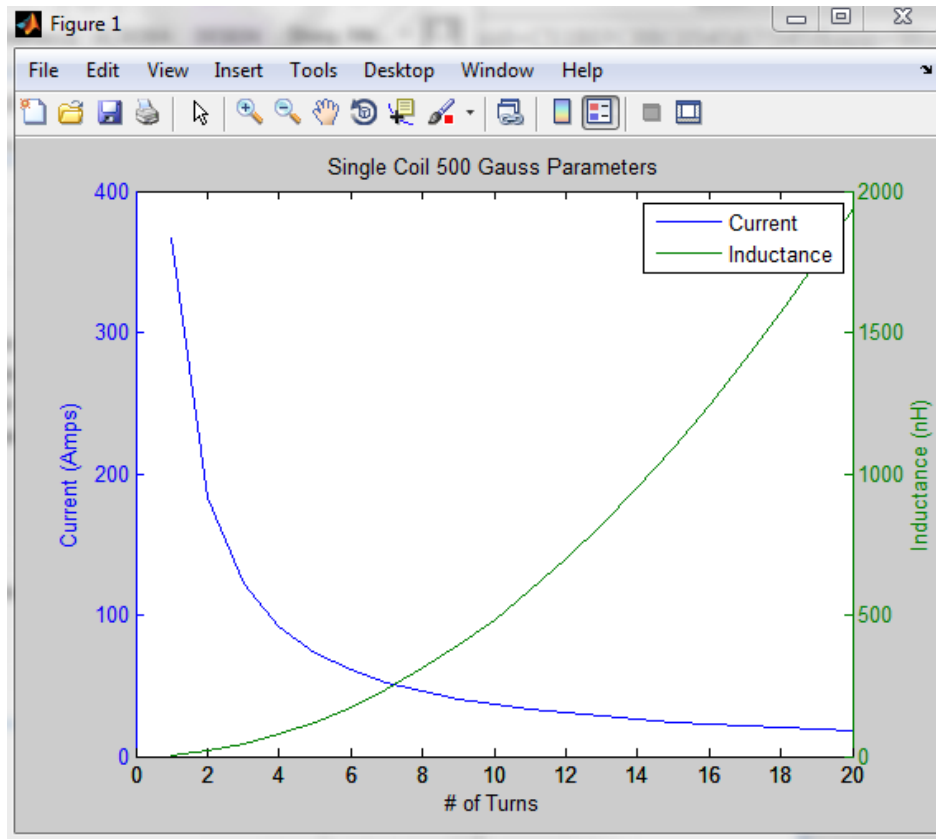 Figure 1
File Edit View Insert Tools Desktop Window Help
Single Coil 500 Gauss Parameters
400
300
200
100
0
Current (Amps)
2000
1500
1000
500
0
Inductance (nH)
Current
Inductance
0 2 4 6 8 10 12 14 16 18 20
# of Turns